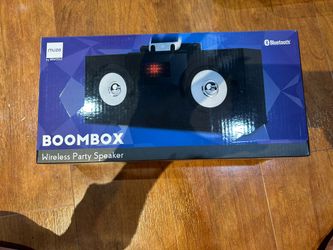 muze
Bluetooth
BOOMBOX
Wireless Party Speaker